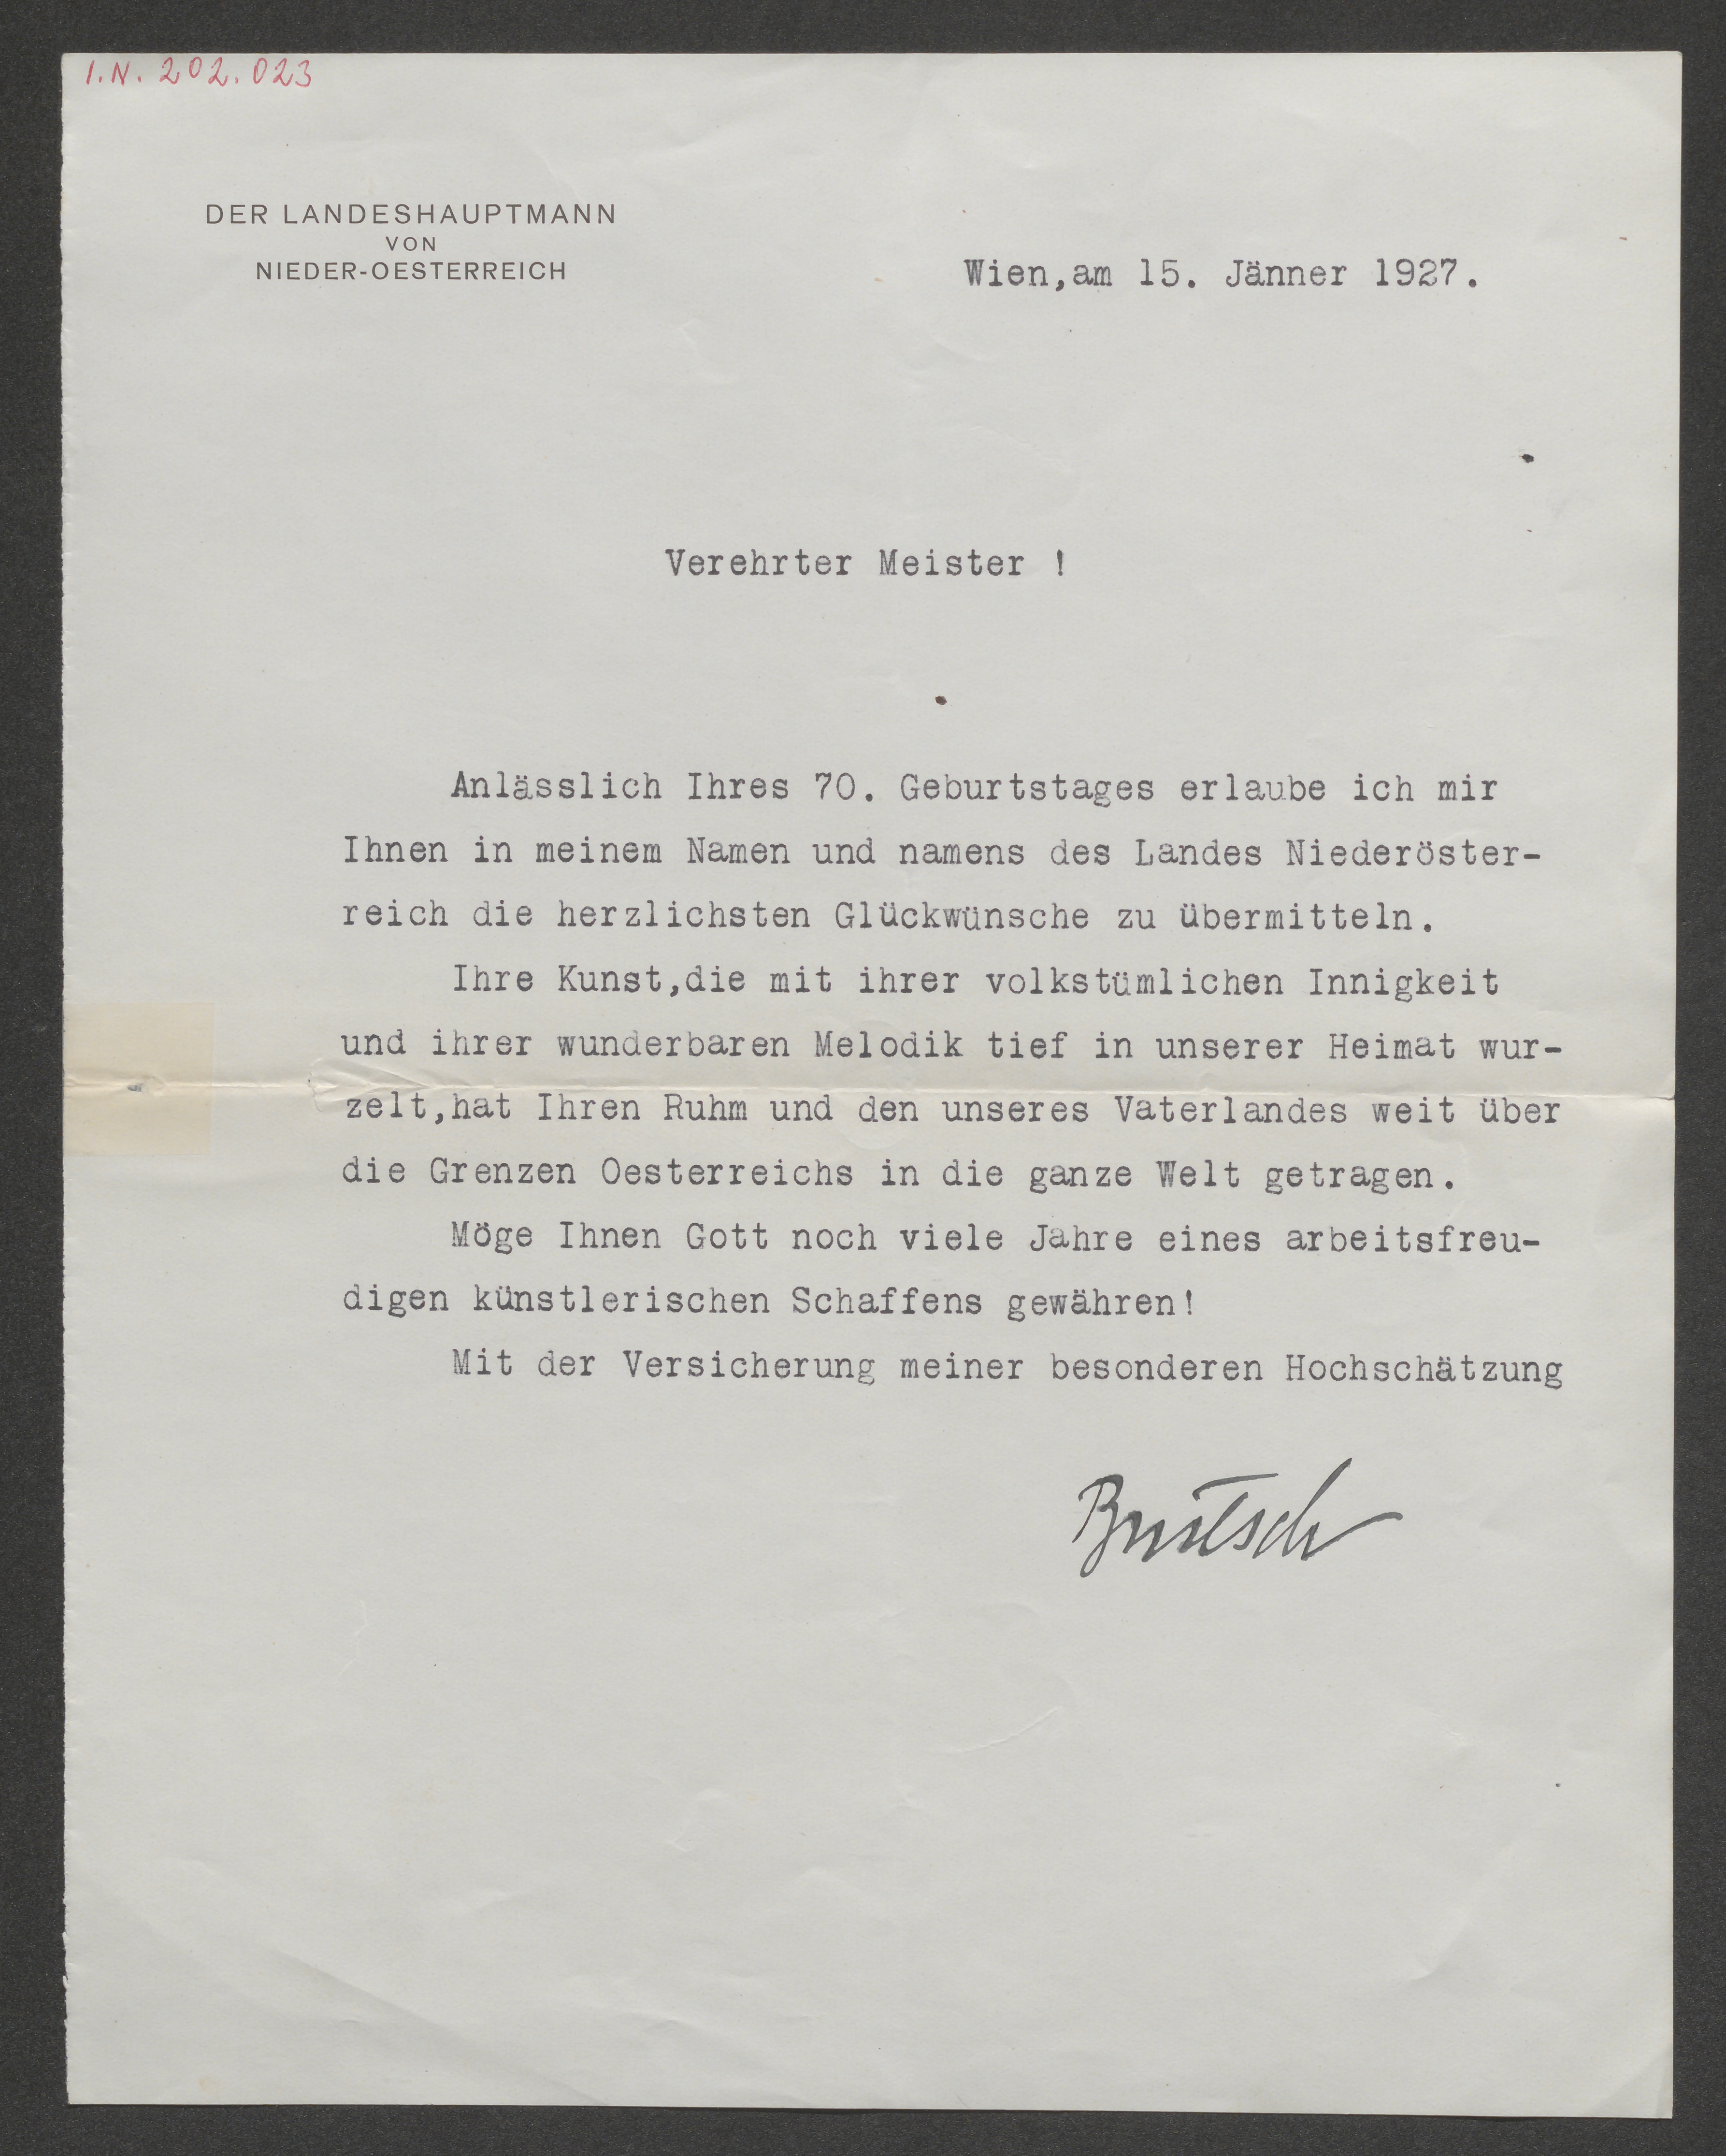 I.N. 202.023
DER LANDESHAUPTMANN
VON
NIEDER-OESTERREICH
Wien,am 15. Jänner 1927.
Verehrter Meister !
Anlässlich Ihres 70. Geburtstages erlaube ich mir
Ihnen in meinem Namen und namens des Landes Niederöster-
reich die herzlichsten Glückwünsche zu übermitteln.
Ihre Kunst,die mit ihrer volkstümlichen Innigkeit
und ihrer wunderbaren Melodik tief in unserer Heimat wur-
zelt,hat Ihren Ruhm und den unseres Vaterlandes weit über
die Grenzen Oesterreichs in die ganze Welt getragen.
Möge Ihnen Gott noch viele Jahre eines arbeitsfreu-
digen künstlerischen Schaffens gewähren!
Mit der Versicherung meiner besonderen Hochschätzung